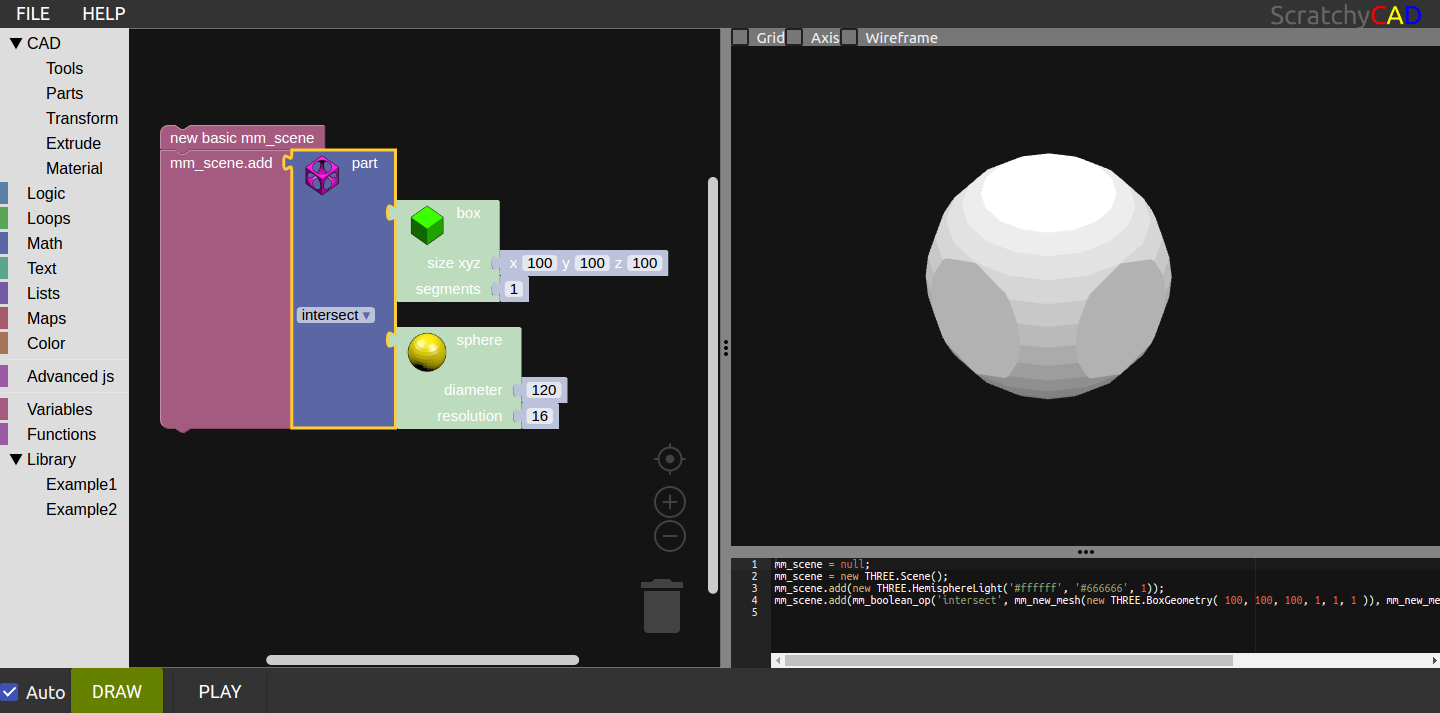 FILE HELP ScratchyCAD
▼ CAD
Tools
Parts
Transform
Extrude
Material
Logic
Loops
Math
Text
Lists
Maps
Color
Advanced js
Variables
Functions
▼ Library
Example1
Example2
new basic mm_scene
mm_scene.add
part
box
size xyz x 100 y 100 z 100
segments 1
intersect ▾
sphere
diameter 120
resolution 16
Grid Axis Wireframe
1 mm_scene = null;
2 mm_scene = new THREE.Scene();
3 mm_scene.add(new THREE.HemisphereLight('#ffffff', '#666666', 1));
4 mm_scene.add(mm_boolean_op('intersect', mm_new_mesh(new THREE.BoxGeometry( 100, 100, 100, 1, 1, 1 )), mm_new_me
5
Auto DRAW PLAY